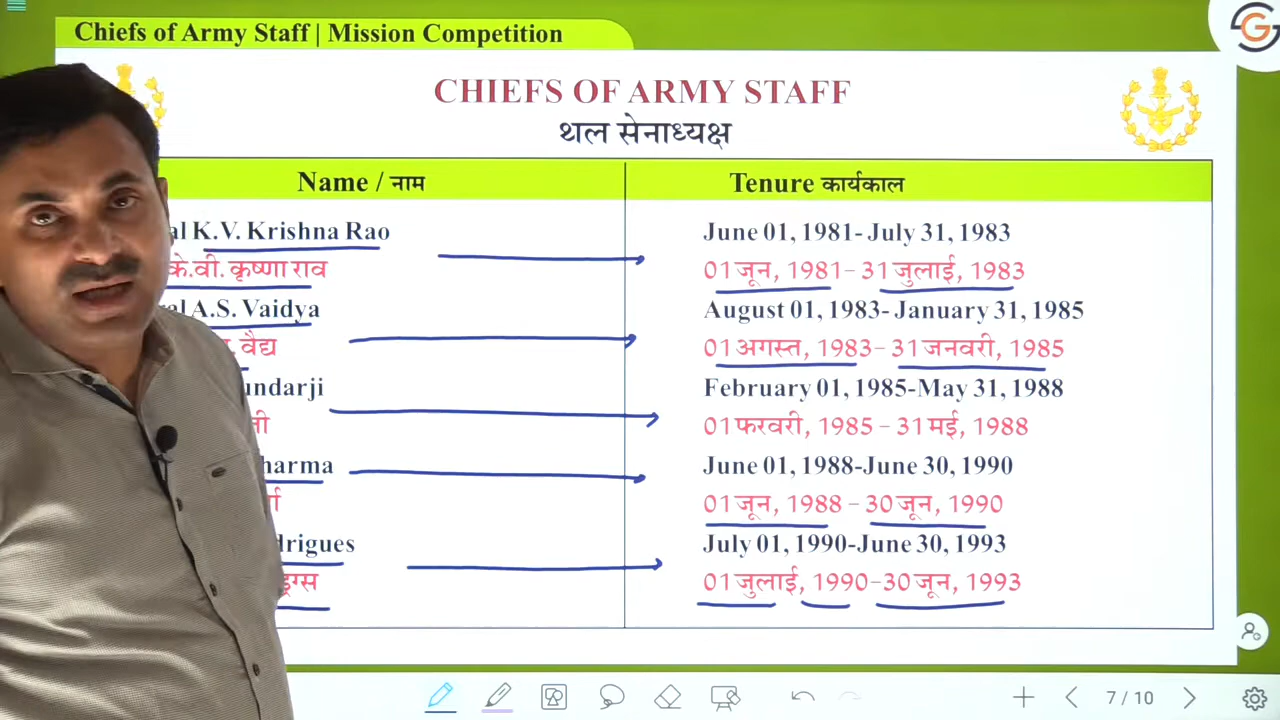 Chiefs of Army Staff | Mission Competition
CHIEFS OF ARMY STAFF
थल सेनाध्यक्ष
Name / नाम
Tenure कार्यकाल
K.V. Krishna Rao
June 01, 1981- July 31, 1983
के.वी. कृष्णा राव
01 जून, 1981- 31 जुलाई, 1983
A.S. Vaidya
August 01, 1983- January 31, 1985
वैद्य
01 अगस्त, 1983- 31 जनवरी, 1985
February 01, 1985-May 31, 1988
01 फरवरी, 1985 - 31 मई, 1988
June 01, 1988-June 30, 1990
01 जून, 1988 - 30 जून, 1990
July 01, 1990-June 30, 1993
01 जुलाई, 1990-30 जून, 1993
7 / 10